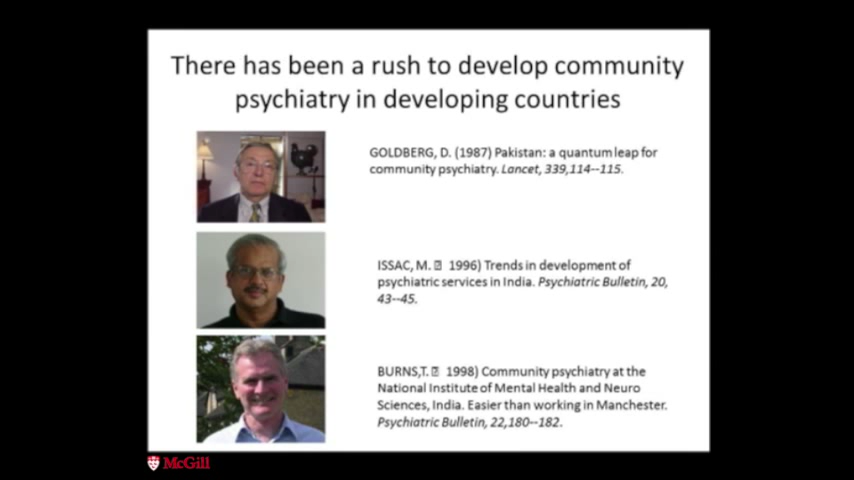 There has been a rush to develop community
psychiatry in developing countries
GOLDBERG, D. (1987) Pakistan: a quantum leap for
community psychiatry. Lancet, 339,114--115.
ISSAC, M. 🄀 1996) Trends in development of
psychiatric services in India. Psychiatric Bulletin, 20,
43--45.
BURNS,T. 🄀 1998) Community psychiatry at the
National Institute of Mental Health and Neuro
Sciences, India. Easier than working in Manchester.
Psychiatric Bulletin, 22,180--182.
McGill